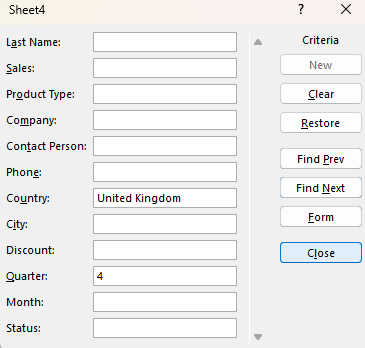 Sheet4 ? ×
Last Name: Criteria
Sales: New
Product Type: Clear
Company: Restore
Contact Person: Find Prev
Phone:
Country: United Kingdom Find Next
City: Form
Discount: Close
Quarter: 4
Month:
Status: